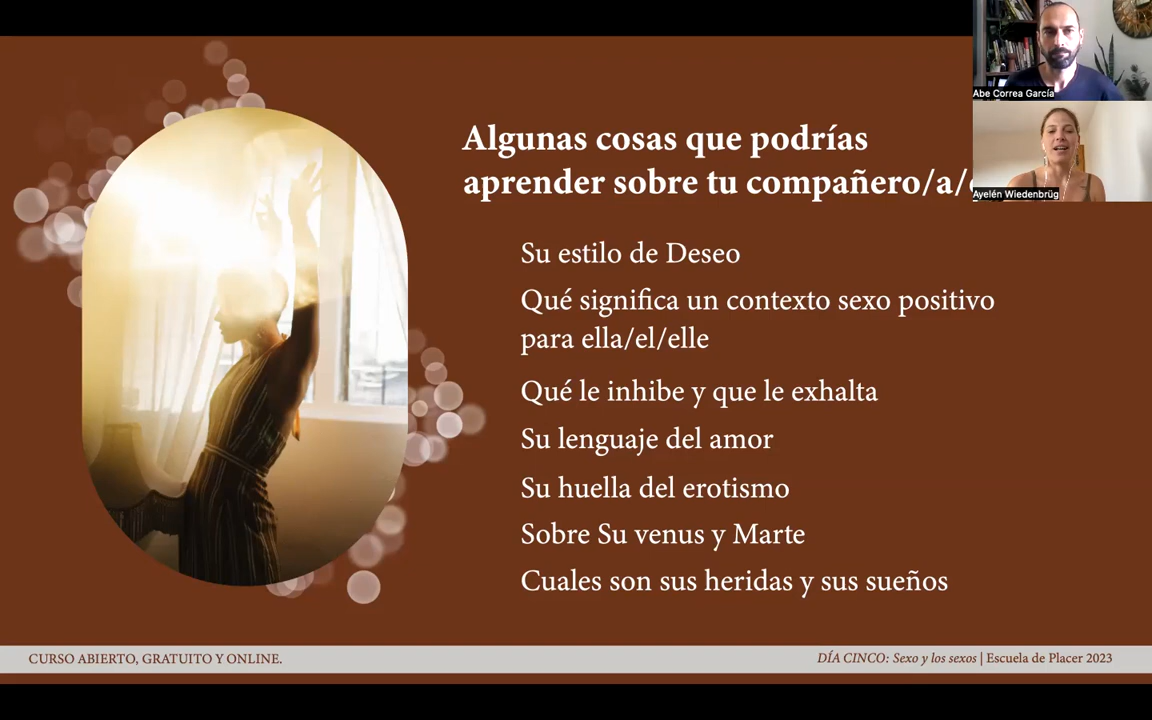 Abe Correa García
Algunas cosas que podrías
aprender sobre tu compañero/a/
Ayelén Wiedenbrüg
Su estilo de Deseo
Qué significa un contexto sexo positivo
para ella/el/elle
Qué le inhibe y que le exhalta
Su lenguaje del amor
Su huella del erotismo
Sobre Su venus y Marte
Cuales son sus heridas y sus sueños
CURSO ABIERTO, GRATUITO Y ONLINE.
DÍA CINCO: Sexo y los sexos | Escuela de Placer 2023